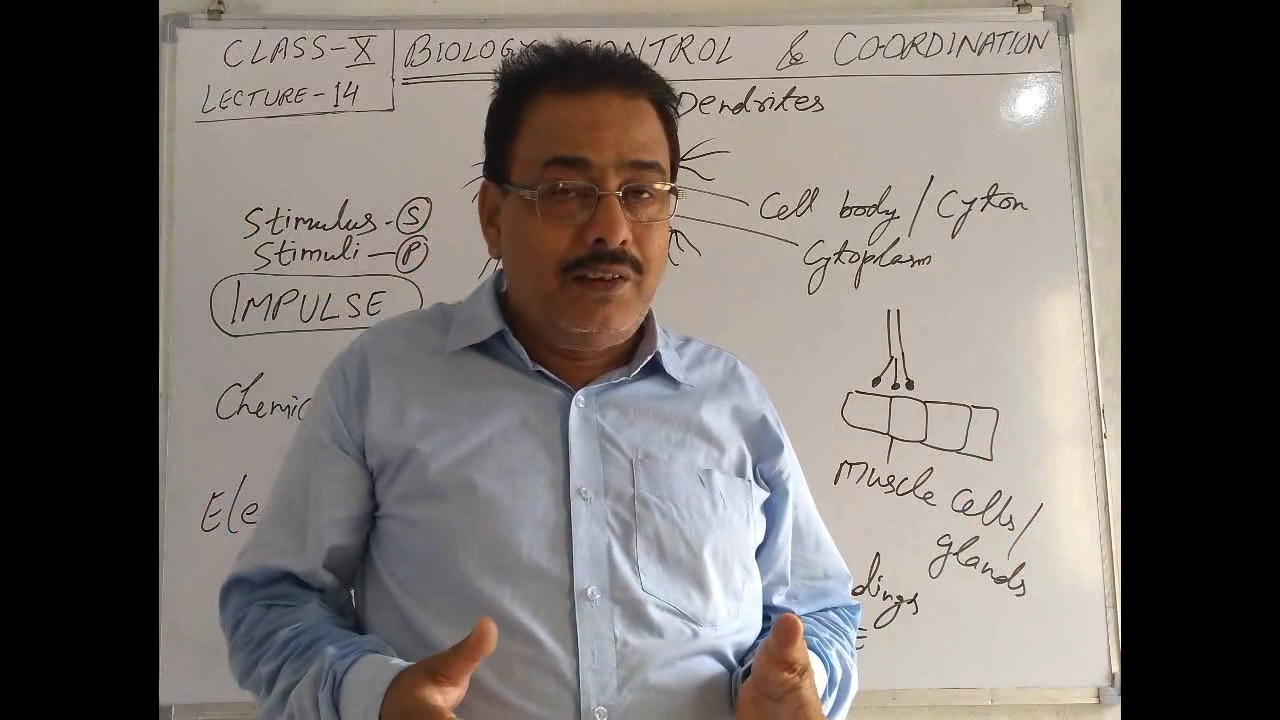 CLASS-X BIOLOGY CONTROL & COORDINATION
LECTURE-14
Dendrites
Cell body / Cyton
Cytoplasm
Stimulus-S
Stimuli-P
IMPULSE
Chemic
Ele
Muscle Cells/
glands
dings
E